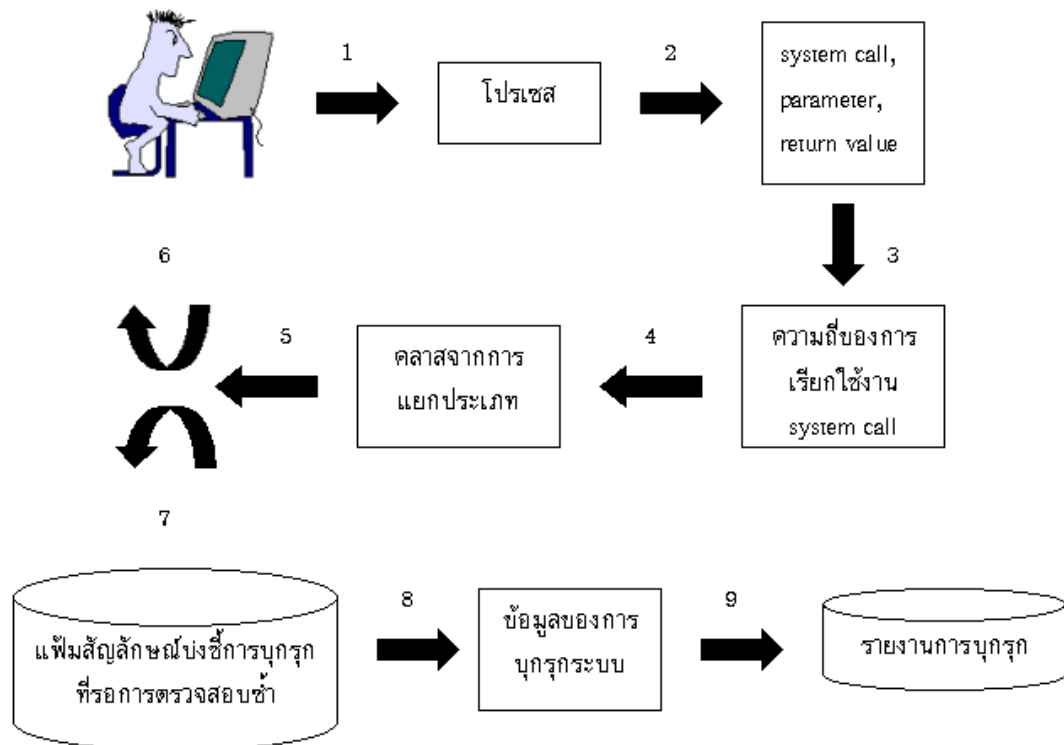 1
โปรเซส
2
system call,
parameter,
return value
3
ความถี่ของการ
เรียกใช้งาน
system call
4
คลาสจากการ
แยกประเภท
5
6
7
แฟ้มสัญลักษณ์บ่งชี้การบุกรุก
ที่รอการตรวจสอบซ้ำ
8
ข้อมูลของการ
บุกรุกระบบ
9
รายงานการบุกรุก